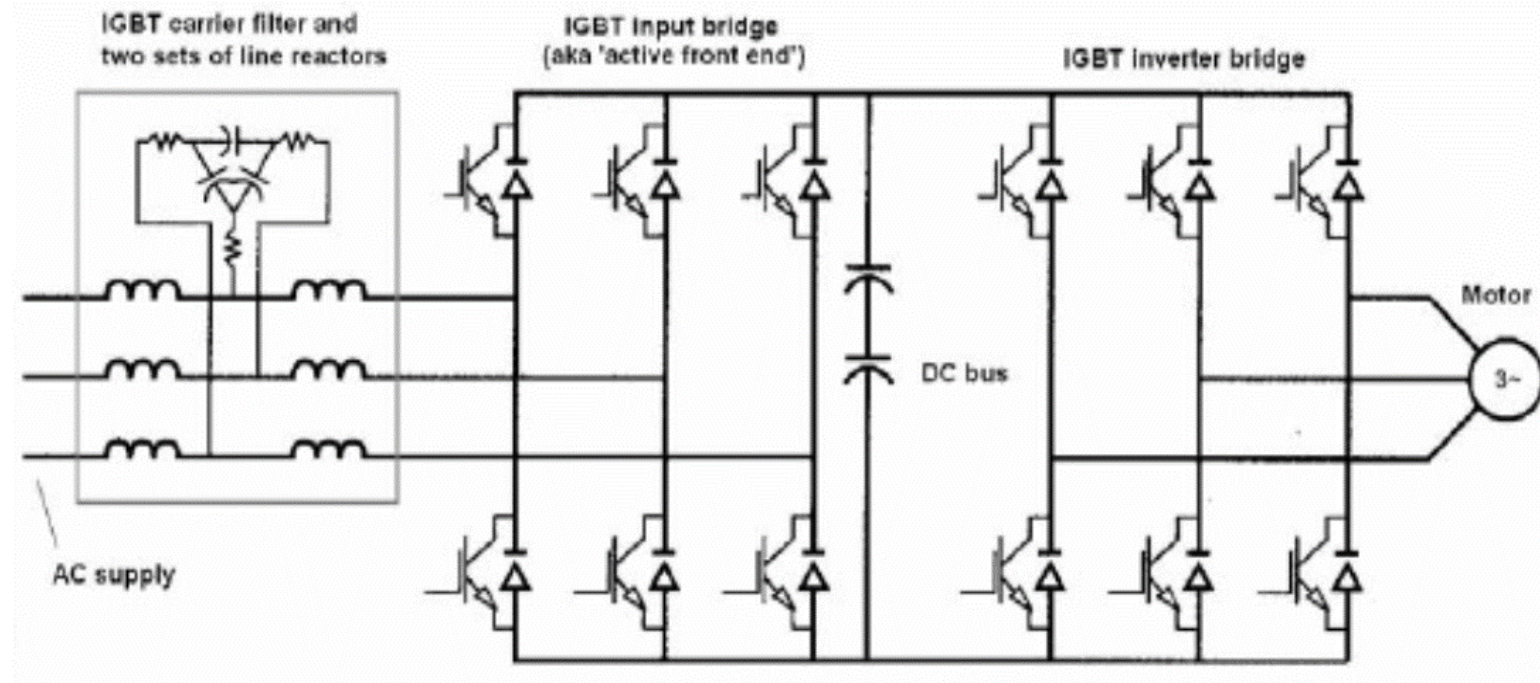 IGBT carrier filter and
two sets of line reactors
IGBT input bridge
(aka 'active front end')
IGBT inverter bridge
Motor
3~
DC bus
AC supply